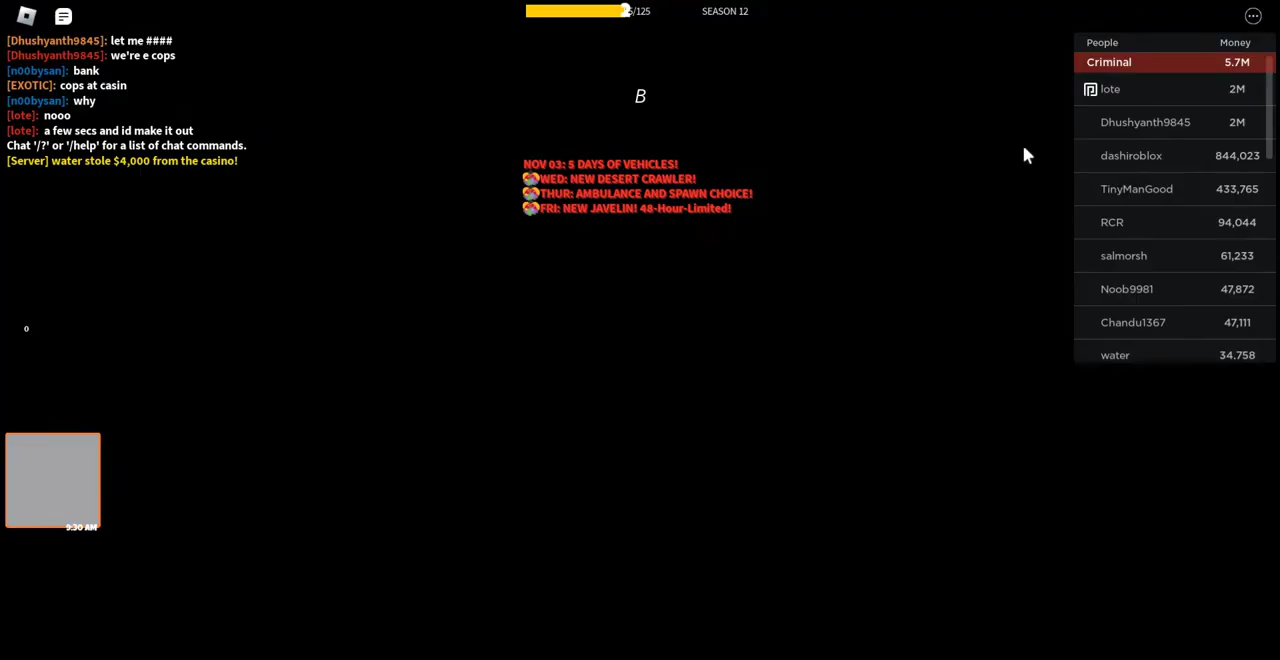 5/125 SEASON 12
[Dhushyanth9845]: let me ####
[Dhushyanth9845]: we're e cops
[n00bysan]: bank
[EXOTIC]: cops at casin
[n00bysan]: why
[lote]: nooo
[lote]: a few secs and id make it out
Chat '/?' or '/help' for a list of chat commands.
[Server] water stole $4,000 from the casino!
B
NOV 03: 5 DAYS OF VEHICLES!
WED: NEW DESERT CRAWLER!
THUR: AMBULANCE AND SPAWN CHOICE!
FRI: NEW JAVELIN! 48-Hour-Limited!
People Money
Criminal 5.7M
lote 2M
Dhushyanth9845 2M
dashiroblox 844,023
TinyManGood 433,765
RCR 94,044
salmorsh 61,233
Noob9981 47,872
Chandu1367 47,111
water 34,758
0
9:30 AM